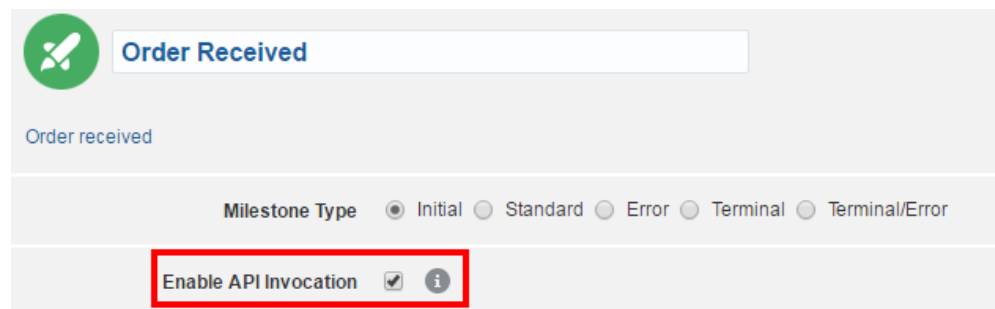 Order Received
Order received
Milestone Type Initial Standard Error Terminal Terminal/Error
Enable API Invocation i